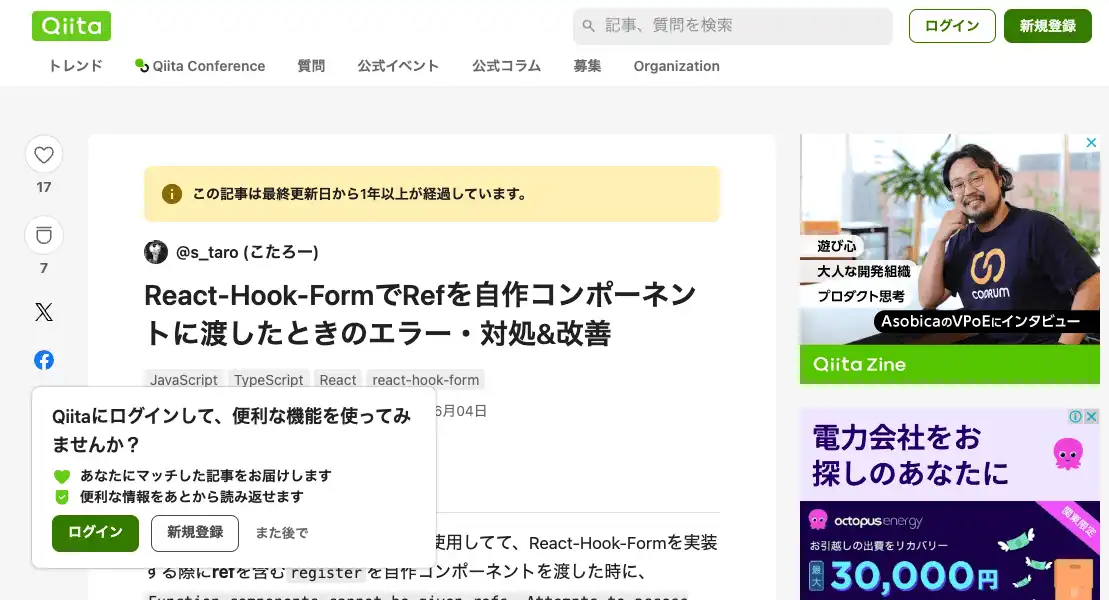 Qiita
記事、質問を検索
ログイン
新規登録
トレンド
Qiita Conference
質問
公式イベント
公式コラム
募集
Organization
17
7
この記事は最終更新日から1年以上が経過しています。
@s_taro (こたろー)
React-Hook-FormでRefを自作コンポーネン
トに渡したときのエラー・対処&改善
JavaScript
TypeScript
React
react-hook-form
6月04日
Qiitaにログインして、便利な機能を使ってみ
ませんか？
あなたにマッチした記事をお届けします
便利な情報をあとから読み返せます
ログイン
新規登録
また後で
使用してて、React-Hook-Formを実装
する際にrefを含むregisterを自作コンポーネントを渡した時に、
Function components cannot be given refs. Attempts to access
遊び心
大人な開発組織
プロダクト思考
COORUM
AsobicaのVPoEにインタビュー
Qiita Zine
電力会社をお
探しのあなたに
octopus energy
関東限定
お引越しの出費をリカバリー
最大
30,000円